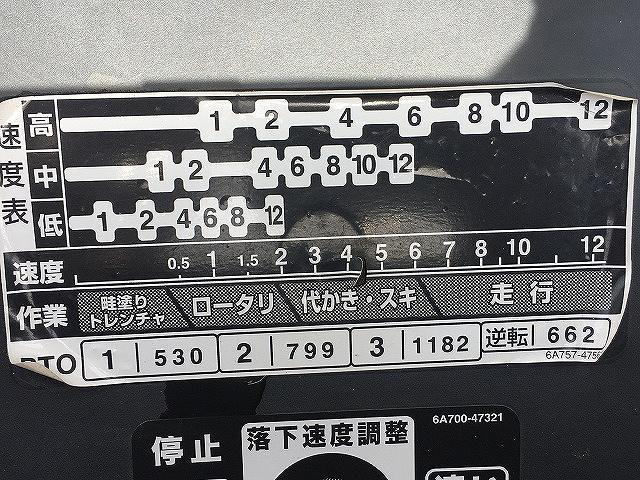 速度表
高 1 2 4 6 8 10 12
中 1 2 4 6 8 10 12
低 1 2 4 6 8 12
速度 0.5 1 1.5 2 3 4 5 6 7 8 10 12
作業 畦塗り トレンチャ ロータリ 代かき・スキ 走行
PTO 1 530 2 799 3 1182 逆転 662
6A757-4756
6A700-47321
停止 落下速度調整